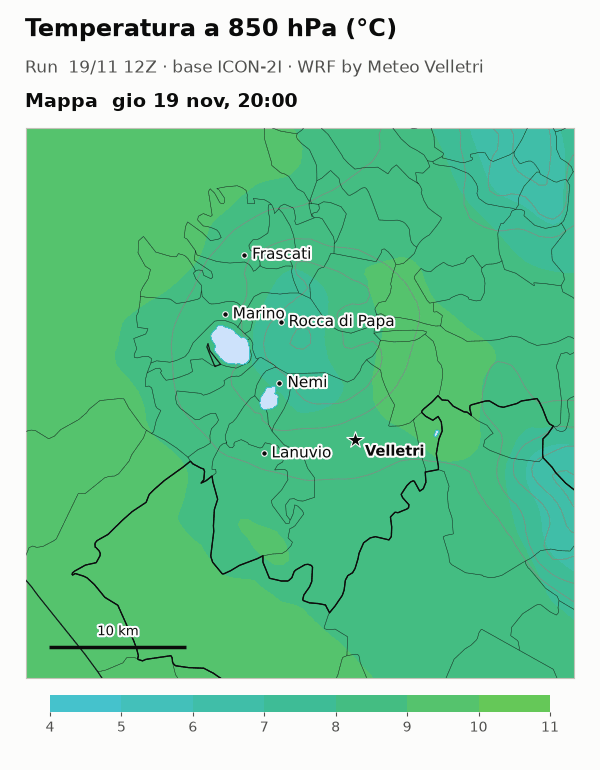 Temperatura a 850 hPa (°C)
Run  19/11 12Z · base ICON-2I · WRF by Meteo Velletri
Mappa  gio 19 nov, 20:00
Frascati
Marino
Rocca di Papa
Nemi
Velletri
Lanuvio
10 km
4 5 6 7 8 9 10 11